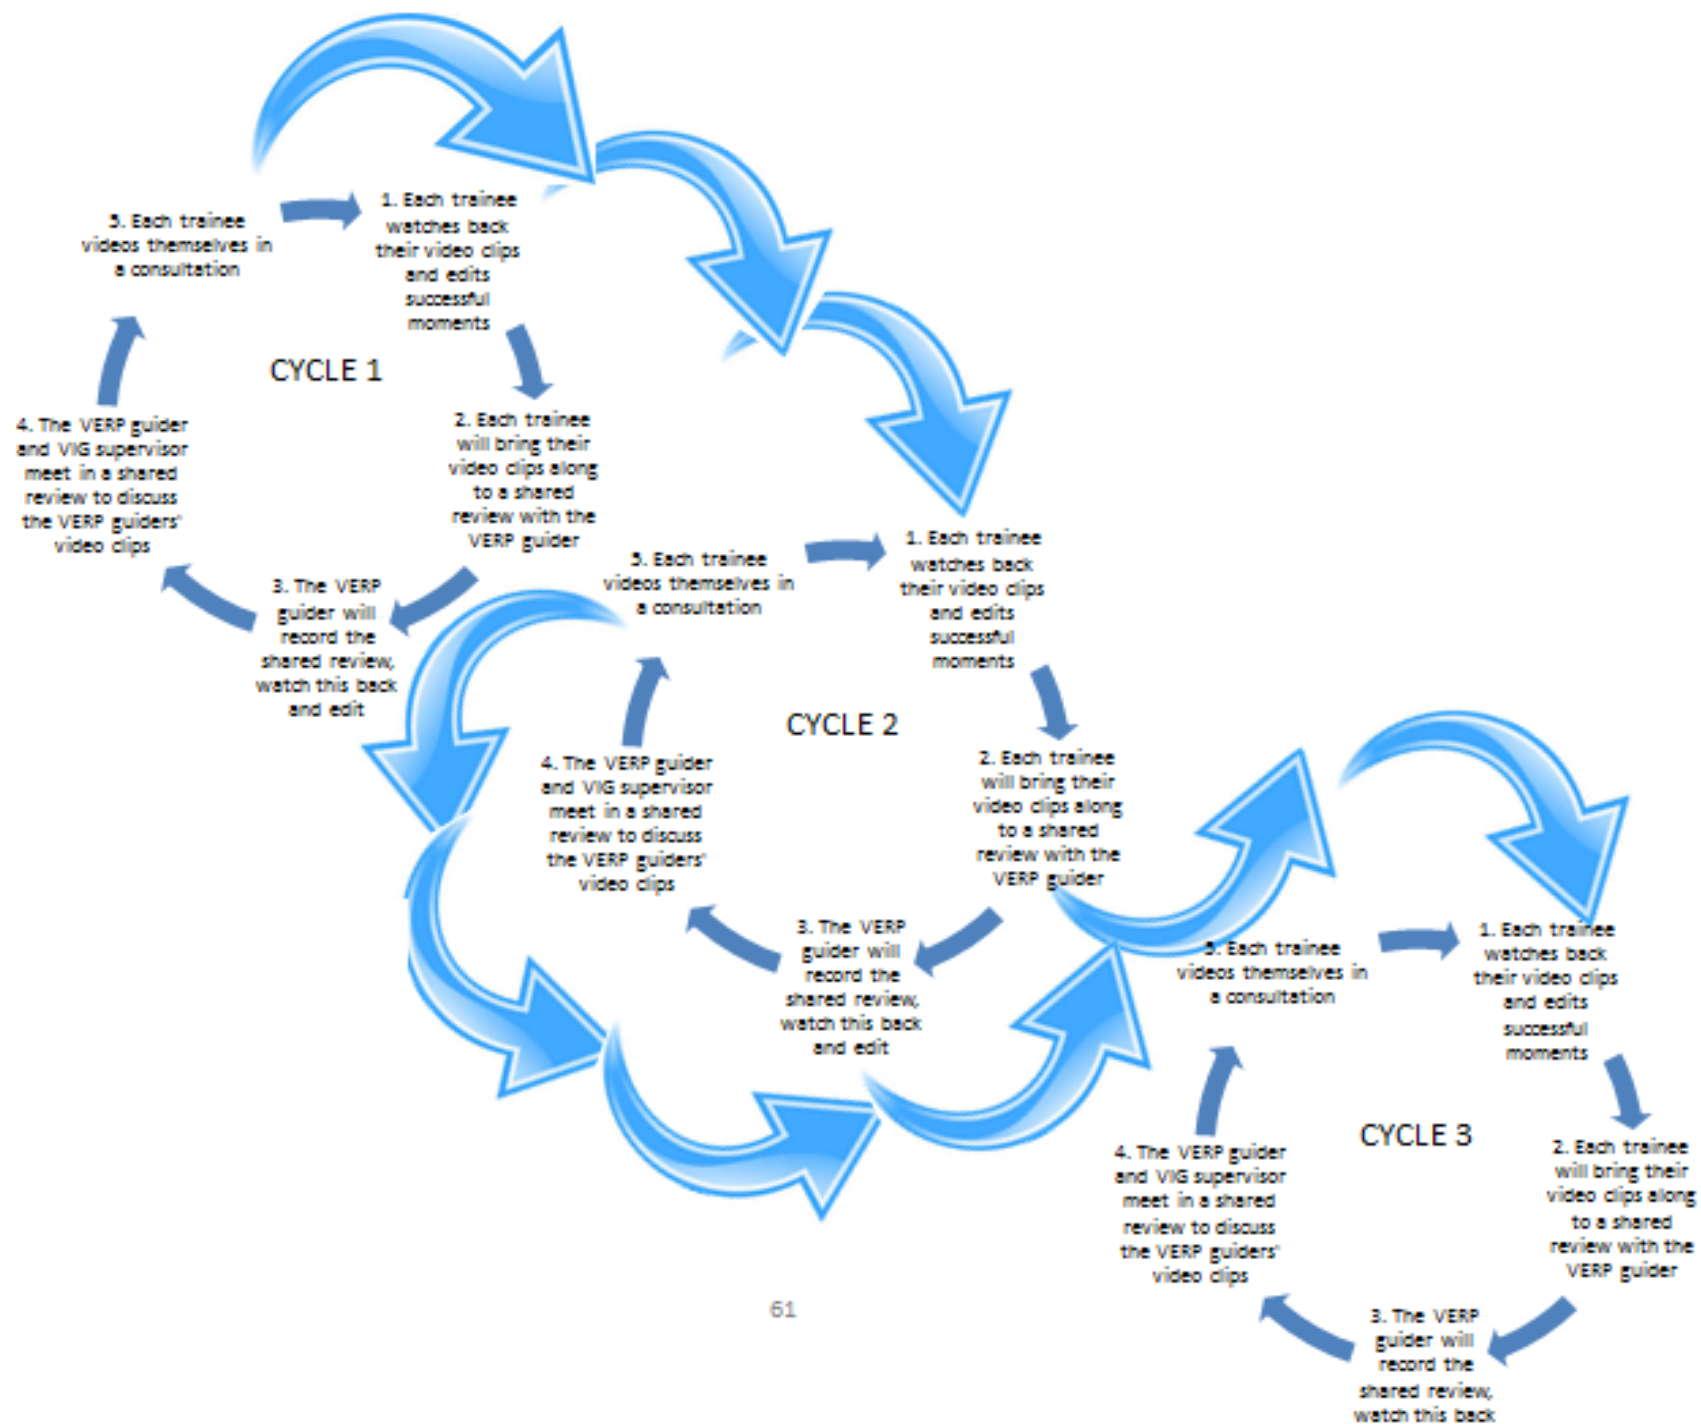 CYCLE 1
1. Each trainee
watches back
their video clips
and edits
successful
moments
2. Each trainee
will bring their
video clips along
to a shared
review with the
VERP guider
3. The VERP
guider will
record the
shared review,
watch this back
and edit
4. The VERP guider
and VIG supervisor
meet in a shared
review to discuss
the VERP guiders'
video clips
5. Each trainee
videos themselves in
a consultation
CYCLE 2
1. Each trainee
watches back
their video clips
and edits
successful
moments
2. Each trainee
will bring their
video clips along
to a shared
review with the
VERP guider
3. The VERP
guider will
record the
shared review,
watch this back
and edit
4. The VERP guider
and VIG supervisor
meet in a shared
review to discuss
the VERP guiders'
video clips
5. Each trainee
videos themselves in
a consultation
CYCLE 3
1. Each trainee
watches back
their video clips
and edits
successful
moments
2. Each trainee
will bring their
video clips along
to a shared
review with the
VERP guider
3. The VERP
guider will
record the
shared review,
watch this back
4. The VERP guider
and VIG supervisor
meet in a shared
review to discuss
the VERP guiders'
video clips
5. Each trainee
videos themselves in
a consultation
61